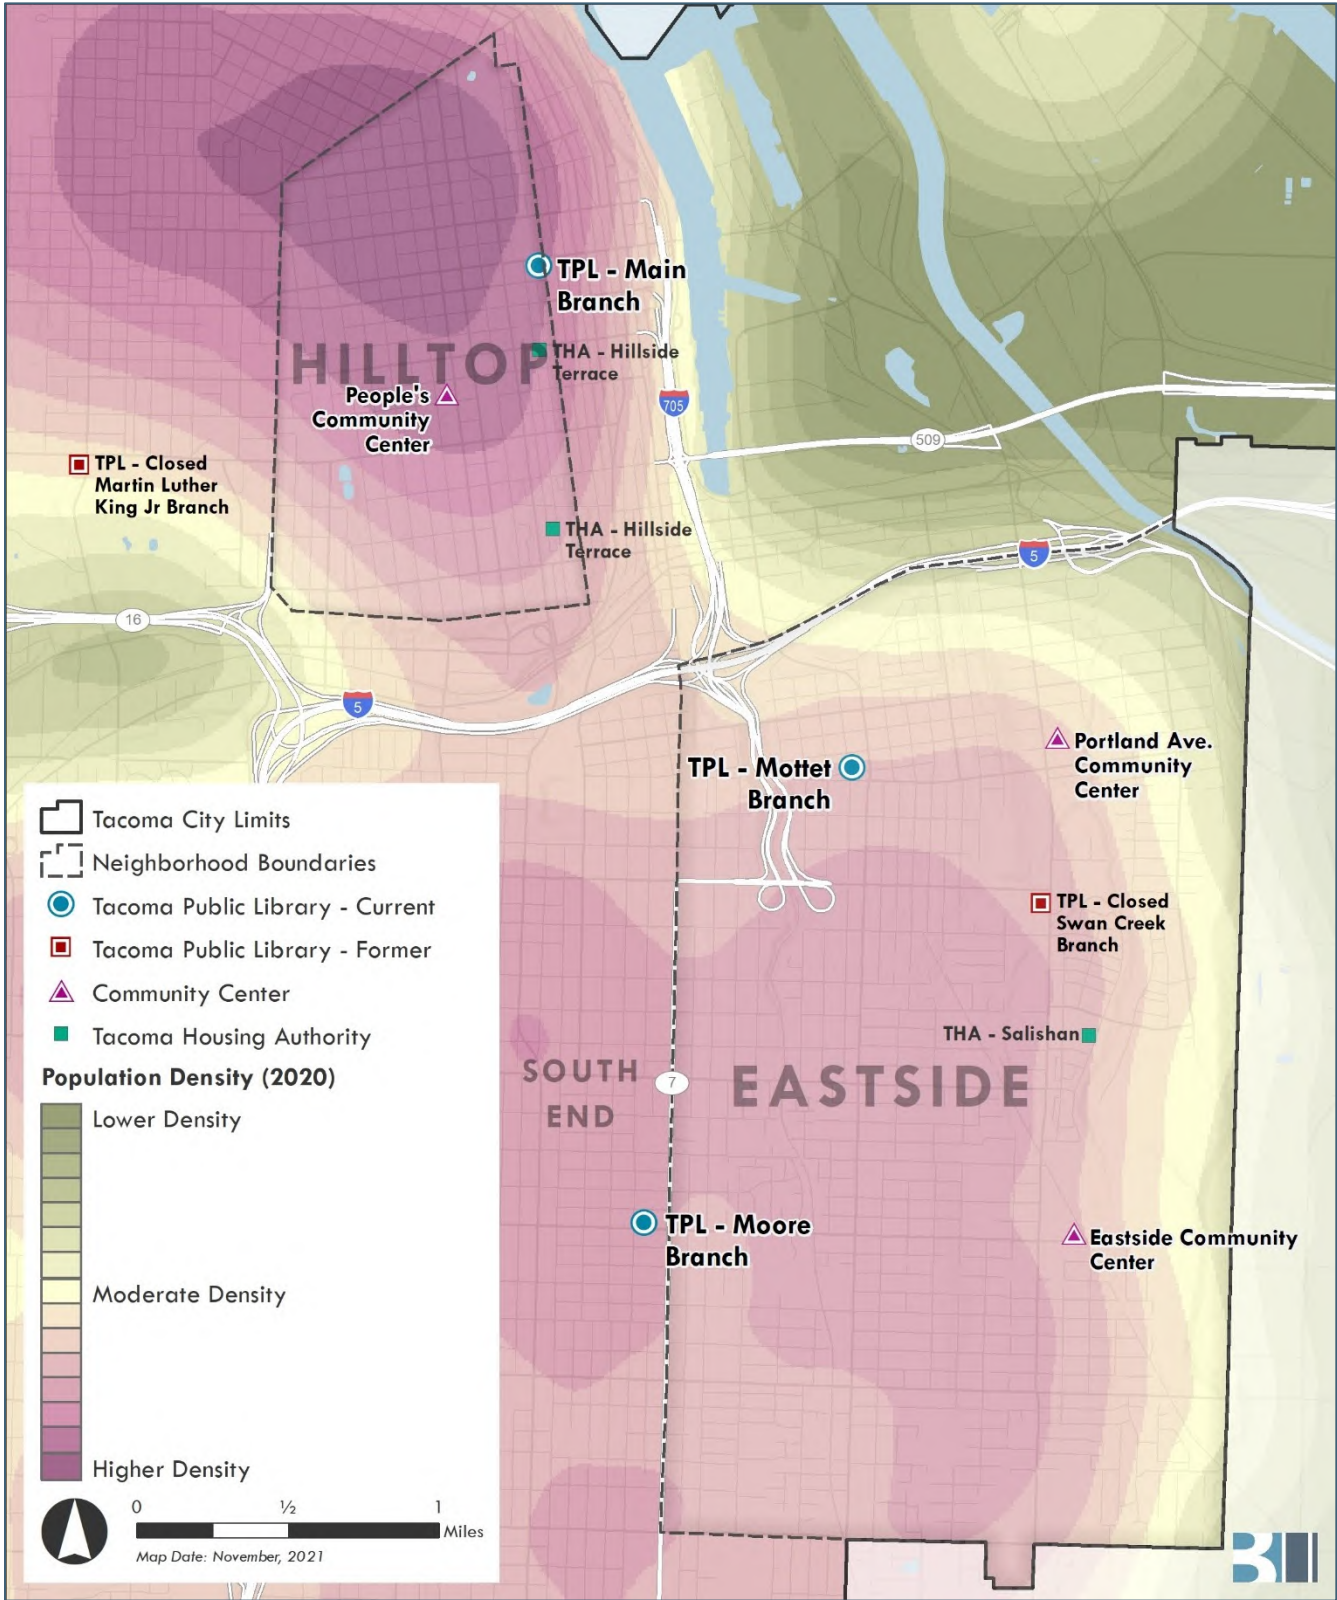 TPL - Main
Branch
HILLTOP
THA - Hillside
Terrace
People's
Community
Center
705
509
TPL - Closed
Martin Luther
King Jr Branch
THA - Hillside
Terrace
5
16
5
Portland Ave.
Community
Center
TPL - Mottet
Branch
TPL - Closed
Swan Creek
Branch
THA - Salishan
SOUTH
END
7
EASTSIDE
TPL - Moore
Branch
Eastside Community
Center
Tacoma City Limits
Neighborhood Boundaries
Tacoma Public Library - Current
Tacoma Public Library - Former
Community Center
Tacoma Housing Authority
Population Density (2020)
Lower Density
Moderate Density
Higher Density
0 ½ 1
Miles
Map Date: November, 2021